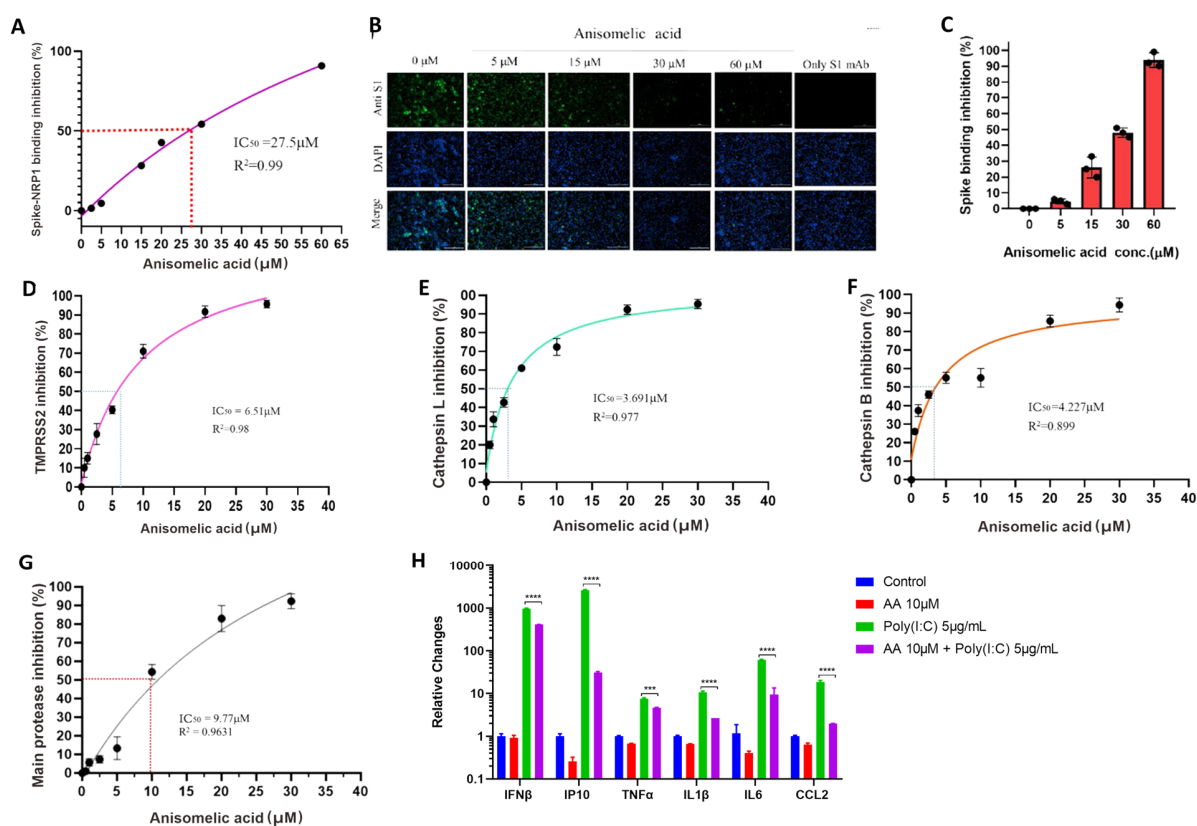 A
Spike-NRP1 binding inhibition (%)
100
50
0
IC50 =27.5µM
R2=0.99
0 5 10 15 20 25 30 35 40 45 50 55 60 65
Anisomelic acid (µM)
B
Anisomelic acid
0 µM 5 µM 15 µM 30 µM 60 µM Only S1 mAb
Anti S1
DAPI
Merge
C
Spike binding inhibition (%)
100
90
80
70
60
50
40
30
20
10
0
0 5 15 30 60
Anisomelic acid conc.(µM)
D
TMPRSS2 inhibition (%)
100
90
80
70
60
50
40
30
20
10
0
IC50 = 6.51µM
R2=0.98
0 5 10 15 20 25 30 35 40
Anisomelic acid (µM)
E
Cathepsin L inhibition (%)
00
90
80
70
60
50
40
30
20
10
0
IC50 = 3.691µM
R2=0.977
0 10 20 30 40
Anisomelic acid (µM)
F
Cathepsin B inhibition (%)
100
90
80
70
60
50
40
30
20
10
0
IC50 =4.227µM
R2=0.899
0 5 10 15 20 25 30 35 40
Anisomelic acid (µM)
G
Main protease inhibition (%)
100
90
80
70
60
50
40
30
20
10
0
IC50 = 9.77µM
R2 = 0.9631
0 5 10 15 20 25 30 35 40
Anisomelic acid (µM)
H
Relative Changes
10000
1000
100
10
1
0.1
**** **** *** **** **** ****
IFNβ IP10 TNFα IL1β IL6 CCL2
Control
AA 10µM
Poly(I:C) 5µg/mL
AA 10µM + Poly(I:C) 5µg/mL